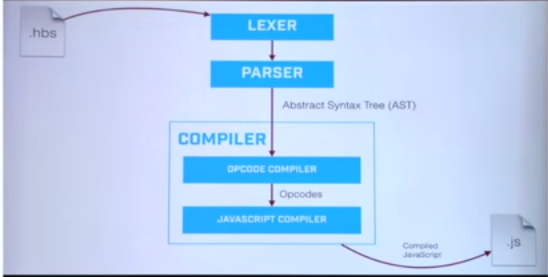 .hbs
LEXER
PARSER
Abstract Syntax Tree (AST)
COMPILER
OPCODE COMPILER
Opcodes
JAVASCRIPT COMPILER
Compiled
JavaScript
.js